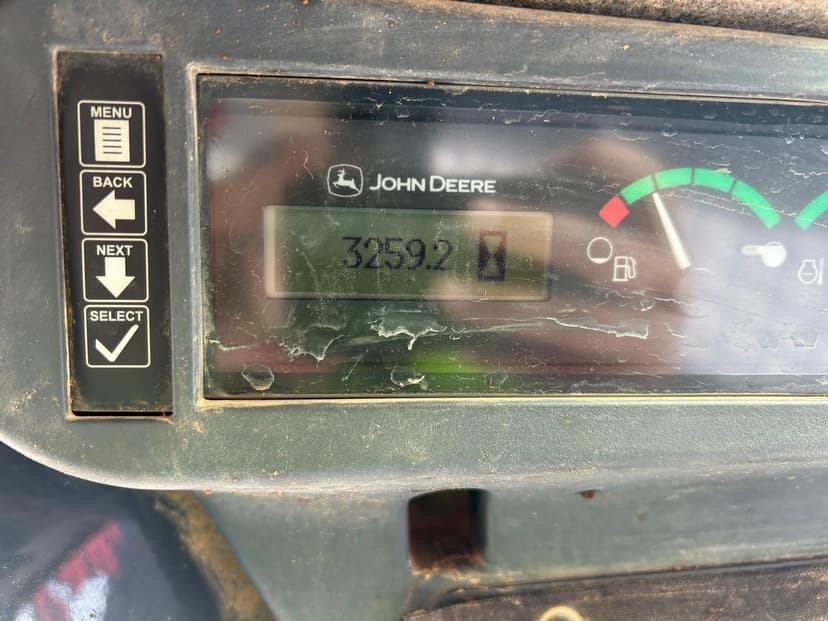 MENU
BACK
NEXT
SELECT
JOHN DEERE
3259.2